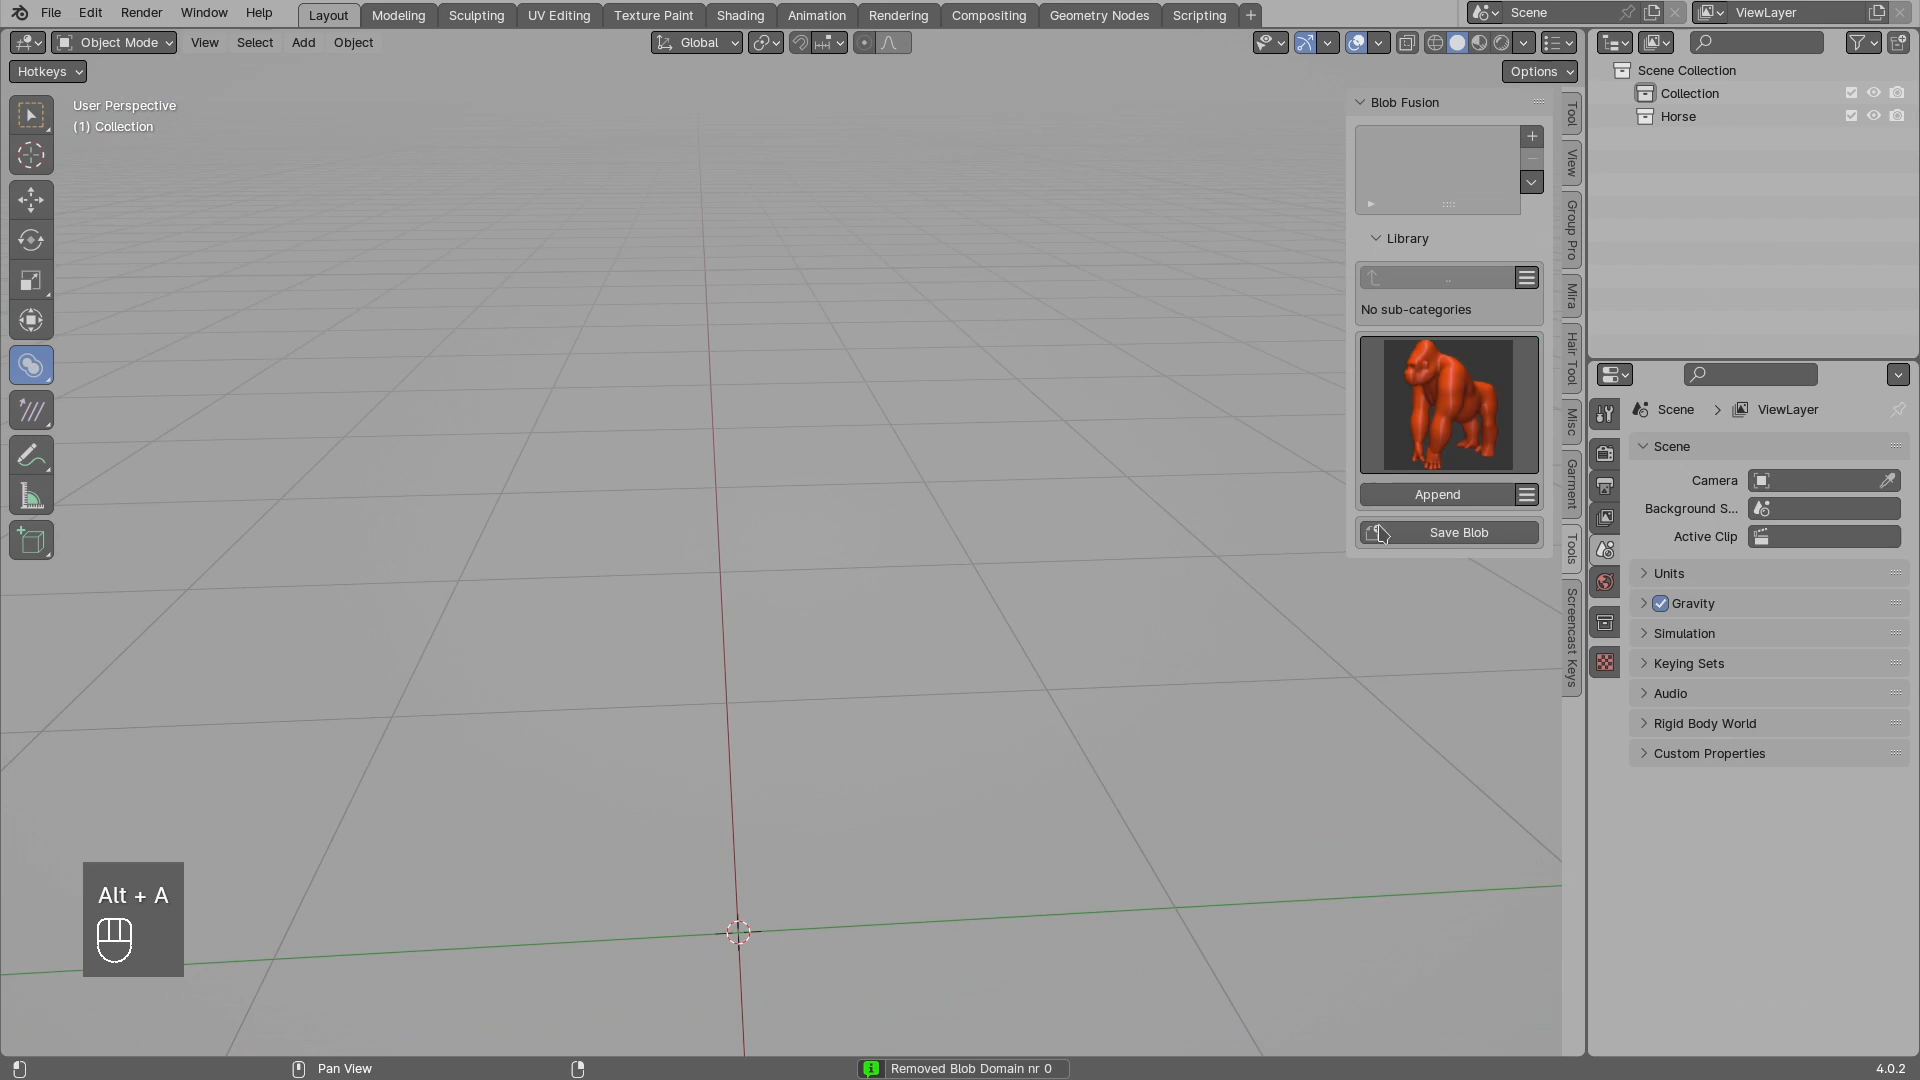 File Edit Render Window Help Layout Modeling Sculpting UV Editing Texture Paint Shading Animation Rendering Compositing Geometry Nodes Scripting Scene ViewLayer
Object Mode View Select Add Object Global
Hotkeys Options
User Perspective
(1) Collection
Alt + A
Blob Fusion
Library
..
No sub-categories
Append
Save Blob
Tool
View
Group Pro
Mira
Hair Tool
Misc
Garment
Tools
Screencast Keys
Scene Collection
Collection
Horse
Scene ViewLayer
Scene
Camera
Background S...
Active Clip
Units
Gravity
Simulation
Keying Sets
Audio
Rigid Body World
Custom Properties
Pan View Removed Blob Domain nr 0 4.0.2